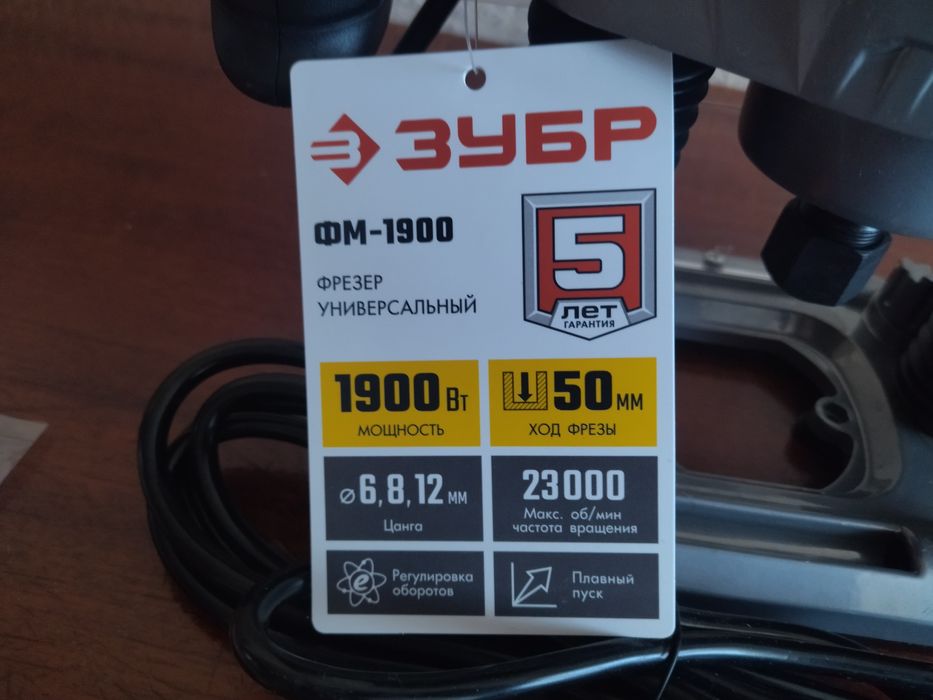 ЗУБР
ФМ-1900
ФРЕЗЕР
УНИВЕРСАЛЬНЫЙ
5
ЛЕТ
ГАРАНТИЯ
1900 Вт
МОЩНОСТЬ
50 ММ
ХОД ФРЕЗЫ
⌀ 6, 8, 12 ММ
Цанга
23000
Макс. об/мин
частота вращения
e
Регулировка
оборотов
Плавный
пуск